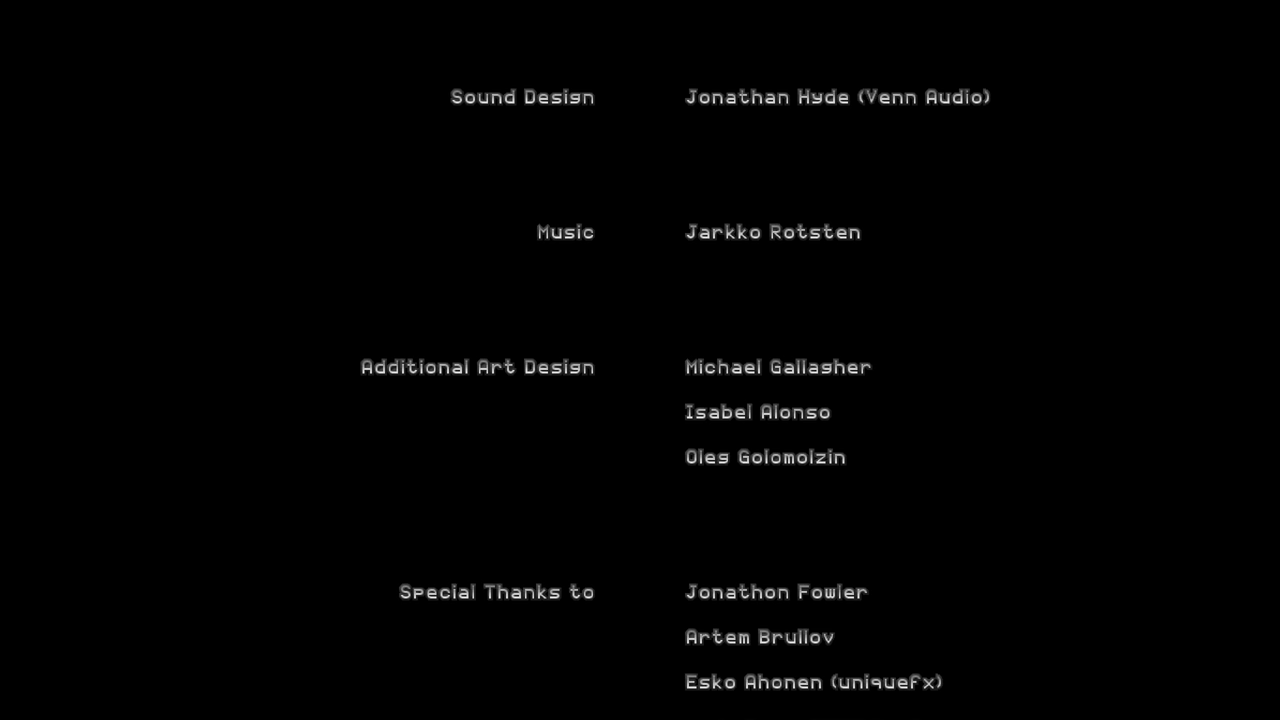 Sound Design Jonathan Hyde (Venn Audio)
Music Jarkko Rotsten
Additional Art Design Michael Gallagher
Isabel Alonso
Oleg Golomolzin
Special Thanks to Jonathon Fowler
Artem Brullov
Esko Ahonen (uniquefx)